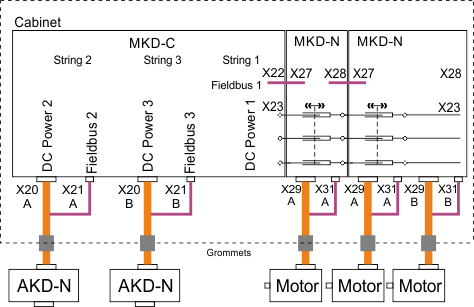 Cabinet
MKD-C
MKD-N
MKD-N
String 2
String 3
String 1
X22
X27
X28
X27
X28
Fieldbus 1
X23
X23
DC Power 2
Fieldbus 2
DC Power 3
Fieldbus 3
DC Power 1
X20
A
X21
A
X20
B
X21
B
X29
A
X31
A
X29
A
X31
A
X29
B
X31
B
Grommets
AKD-N
AKD-N
Motor
Motor
Motor